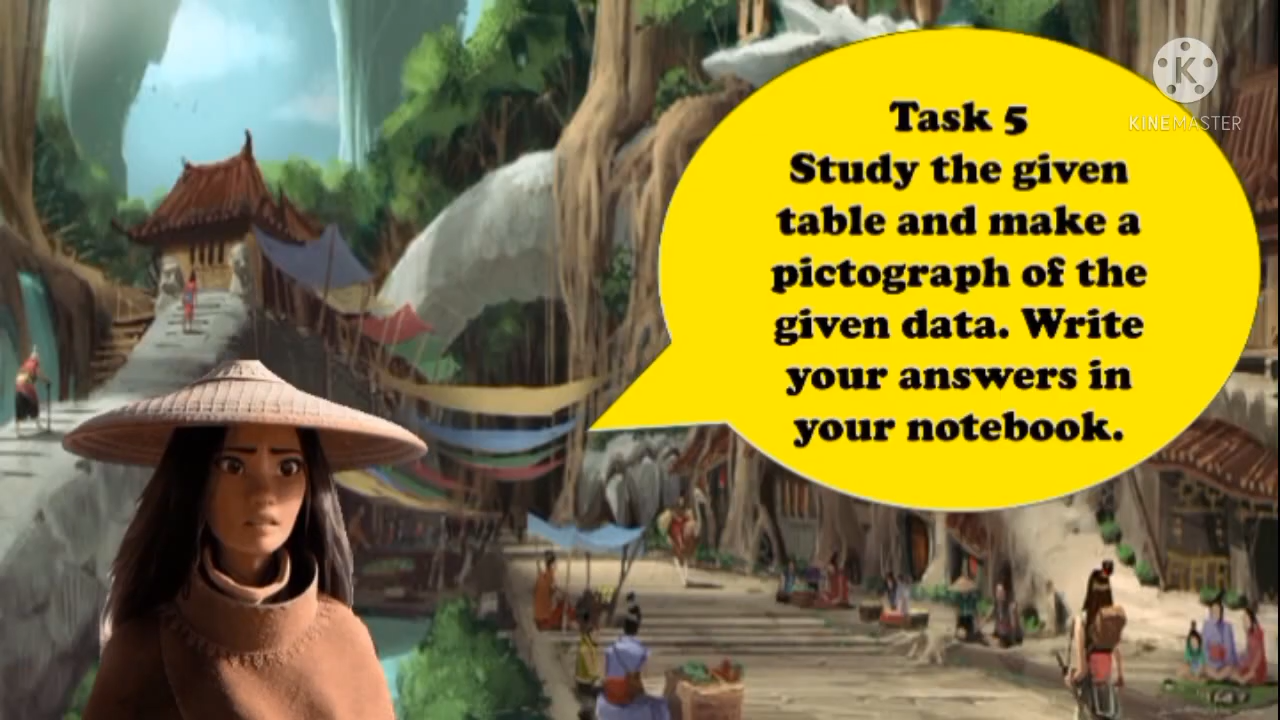 Task 5
Study the given
table and make a
pictograph of the
given data. Write
your answers in
your notebook.
K
KINEMASTER